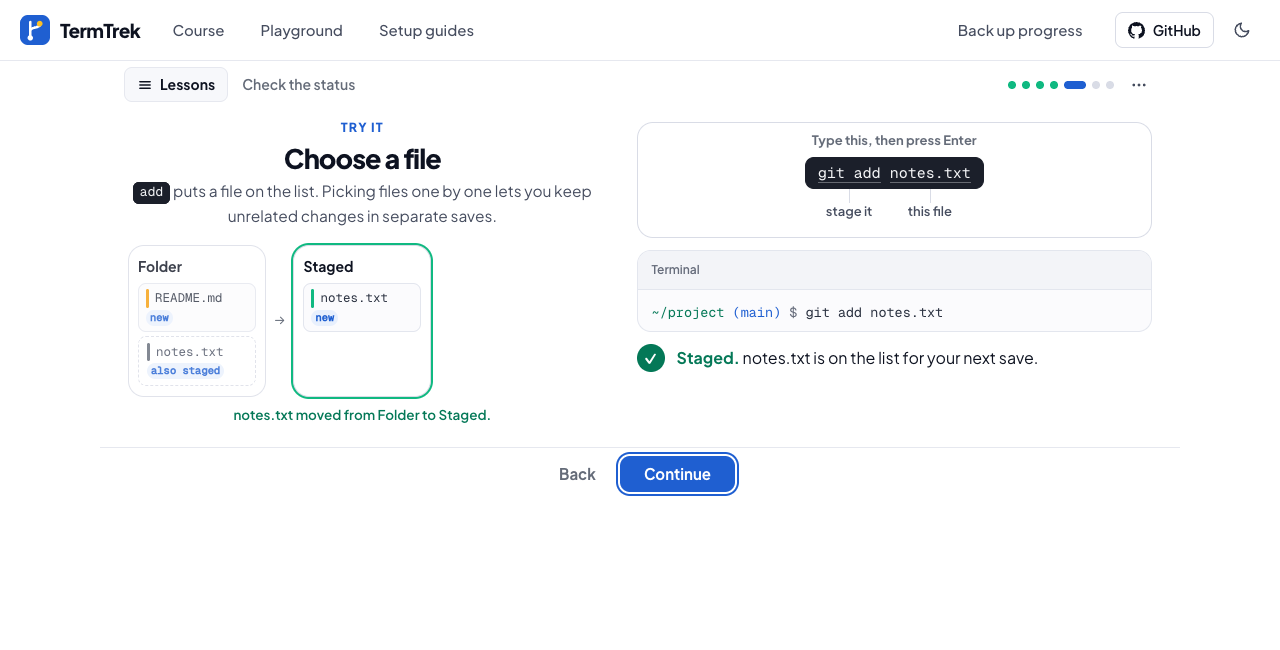 TermTrek
Course
Playground
Setup guides
Back up progress
GitHub
Lessons
Check the status
TRY IT
Choose a file
add puts a file on the list. Picking files one by one lets you keep
unrelated changes in separate saves.
Folder
README.md
new
notes.txt
also staged
→
Staged
notes.txt
new
notes.txt moved from Folder to Staged.
Type this, then press Enter
git add notes.txt
stage it
this file
Terminal
~/project (main) $ git add notes.txt
Staged. notes.txt is on the list for your next save.
Back
Continue